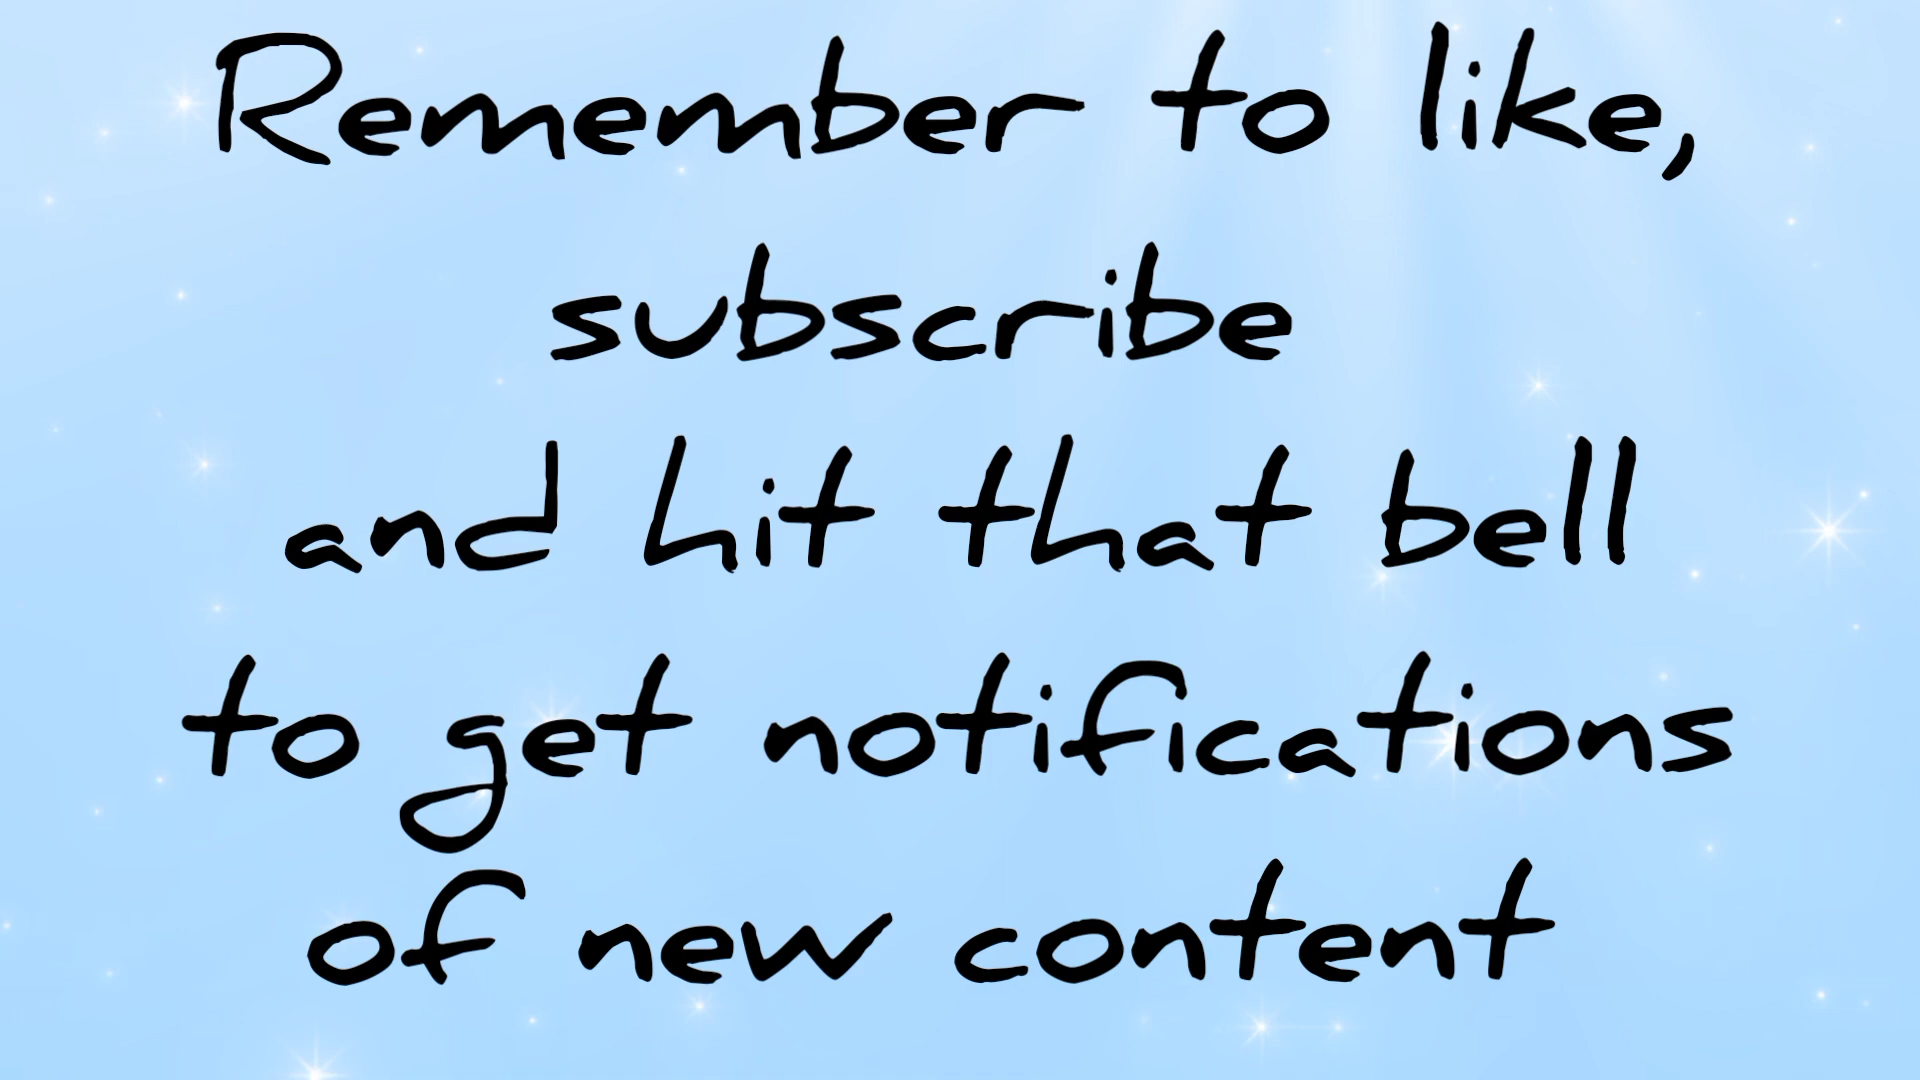 Remember to like,
subscribe
and hit that bell
to get notifications
of new content